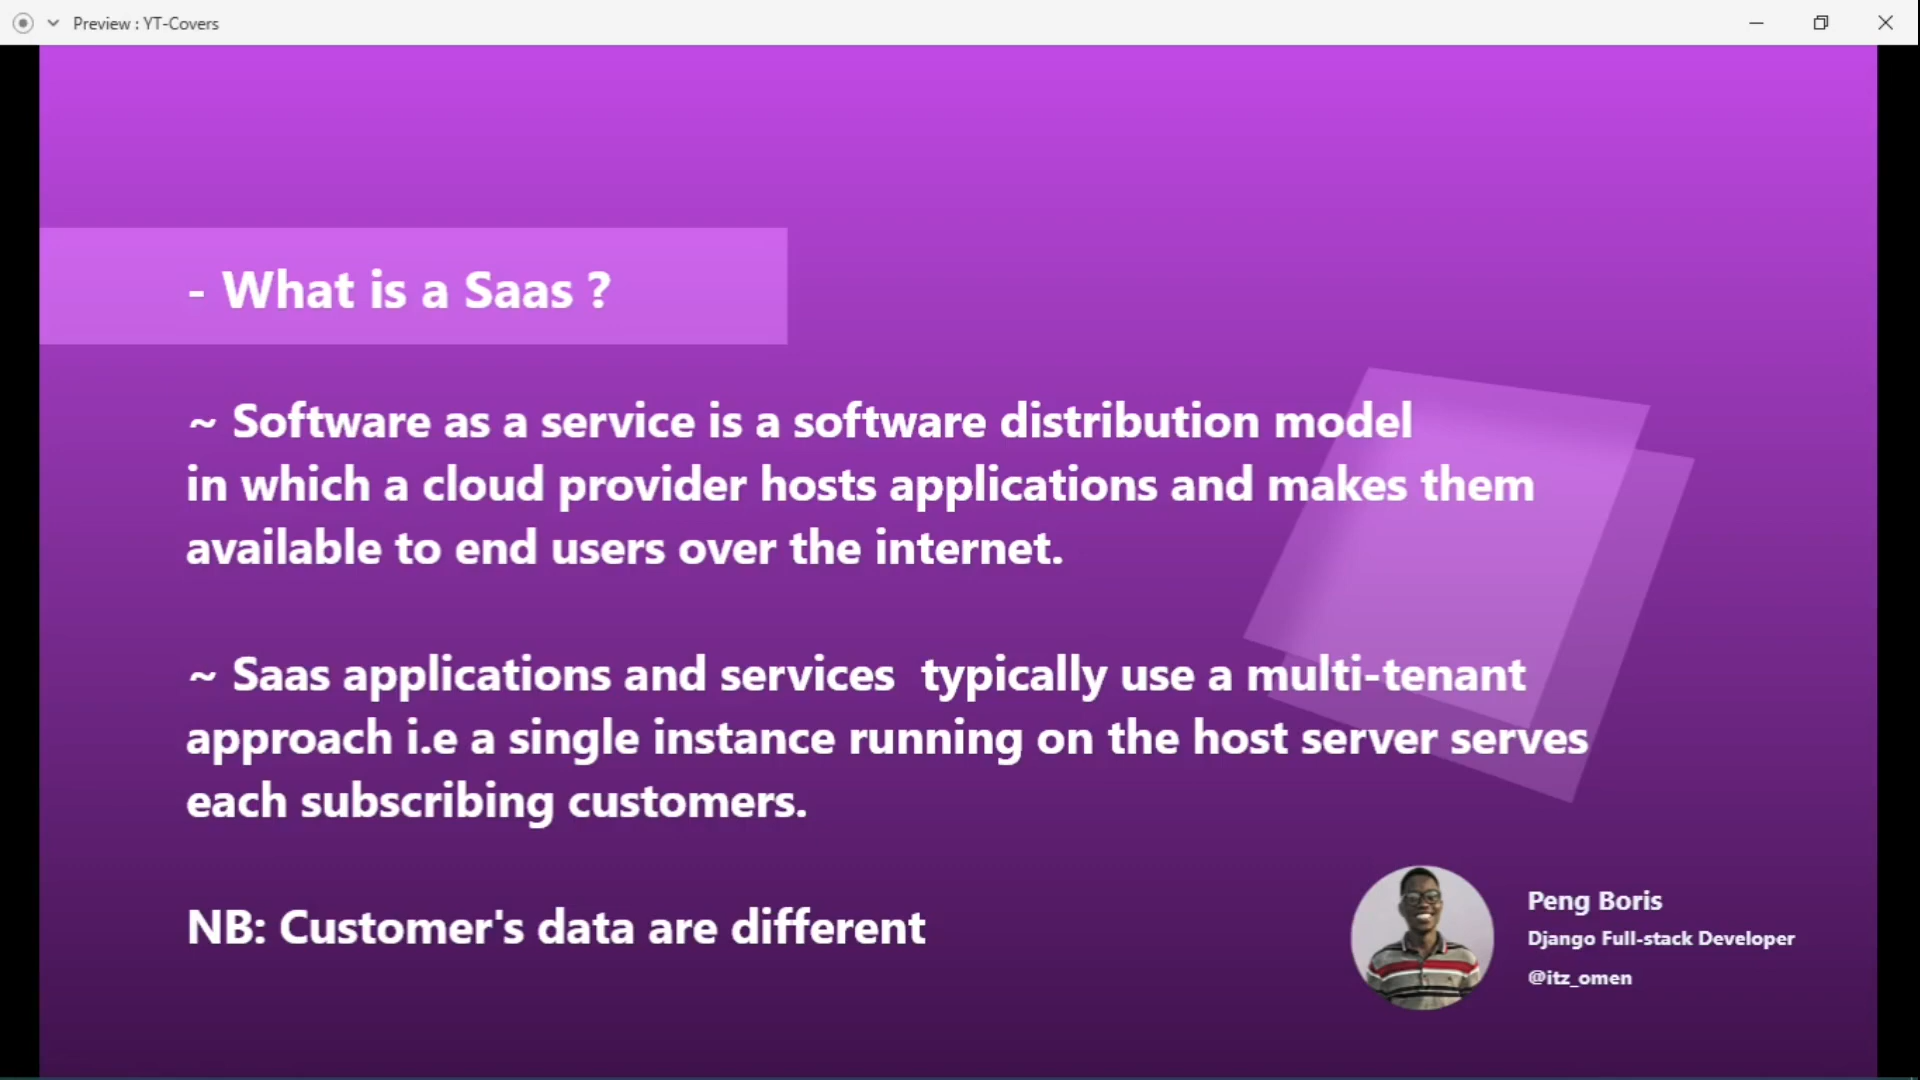 Preview : YT-Covers
- What is a Saas ?
~ Software as a service is a software distribution model
in which a cloud provider hosts applications and makes them
available to end users over the internet.
~ Saas applications and services  typically use a multi-tenant
approach i.e a single instance running on the host server serves
each subscribing customers.
NB: Customer's data are different
Peng Boris
Django Full-stack Developer
@itz_omen